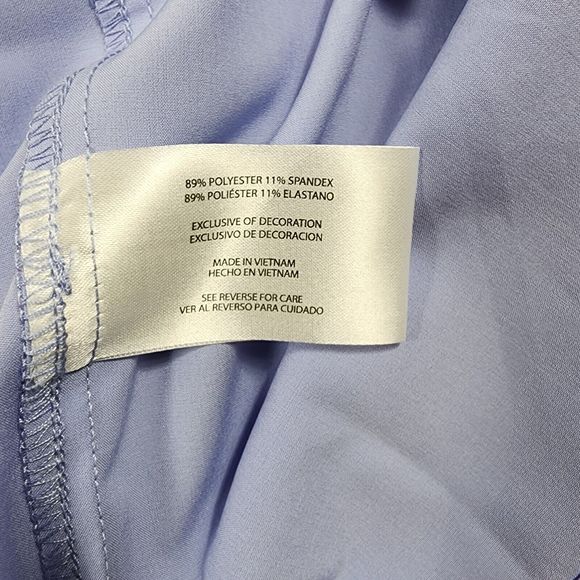 89% POLYESTER 11% SPANDEX
89% POLIÉSTER 11% ELASTANO
EXCLUSIVE OF DECORATION
EXCLUSIVO DE DECORACION
MADE IN VIETNAM
HECHO EN VIETNAM
SEE REVERSE FOR CARE
VER AL REVERSO PARA CUIDADO